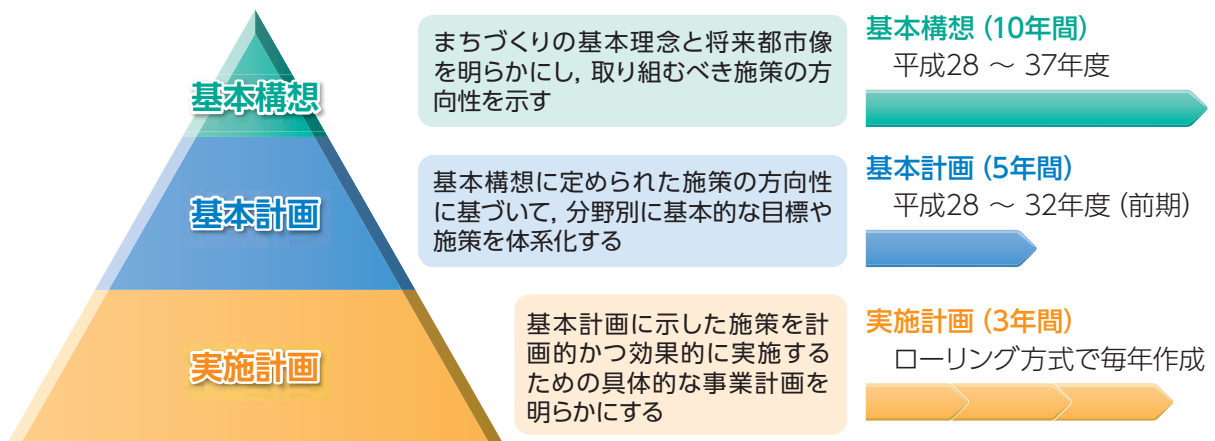 基本構想
まちづくりの基本理念と将来都市像
を明らかにし, 取り組むべき施策の方
向性を示す
基本構想 (10年間)
平成28 ～ 37年度
基本計画
基本構想に定められた施策の方向性
に基づいて, 分野別に基本的な目標や
施策を体系化する
基本計画 (5年間)
平成28 ～ 32年度 (前期)
実施計画
基本計画に示した施策を計
画的かつ効果的に実施する
ための具体的な事業計画を
明らかにする
実施計画 (3年間)
ローリング方式で毎年作成